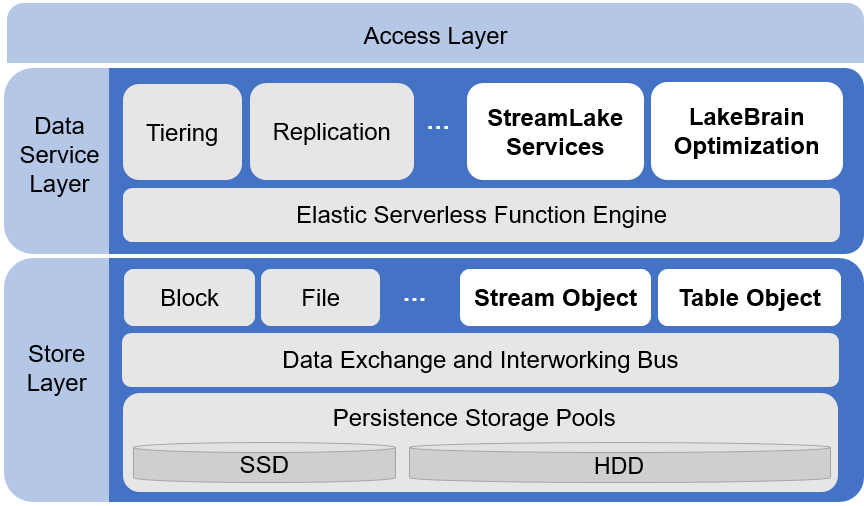 Access Layer
Data
Service
Layer
Tiering
Replication
...
StreamLake
Services
LakeBrain
Optimization
Elastic Serverless Function Engine
Store
Layer
Block
File
...
Stream Object
Table Object
Data Exchange and Interworking Bus
Persistence Storage Pools
SSD
HDD